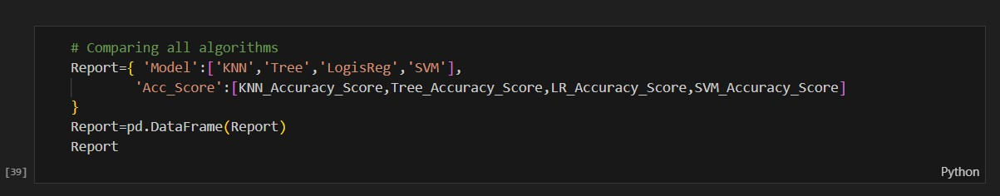 # Comparing all algorithms
Report={ 'Model':['KNN','Tree','LogisReg','SVM'],
        'Acc_Score':[KNN_Accuracy_Score,Tree_Accuracy_Score,LR_Accuracy_Score,SVM_Accuracy_Score]
}
Report=pd.DataFrame(Report)
Report
[39]
Python